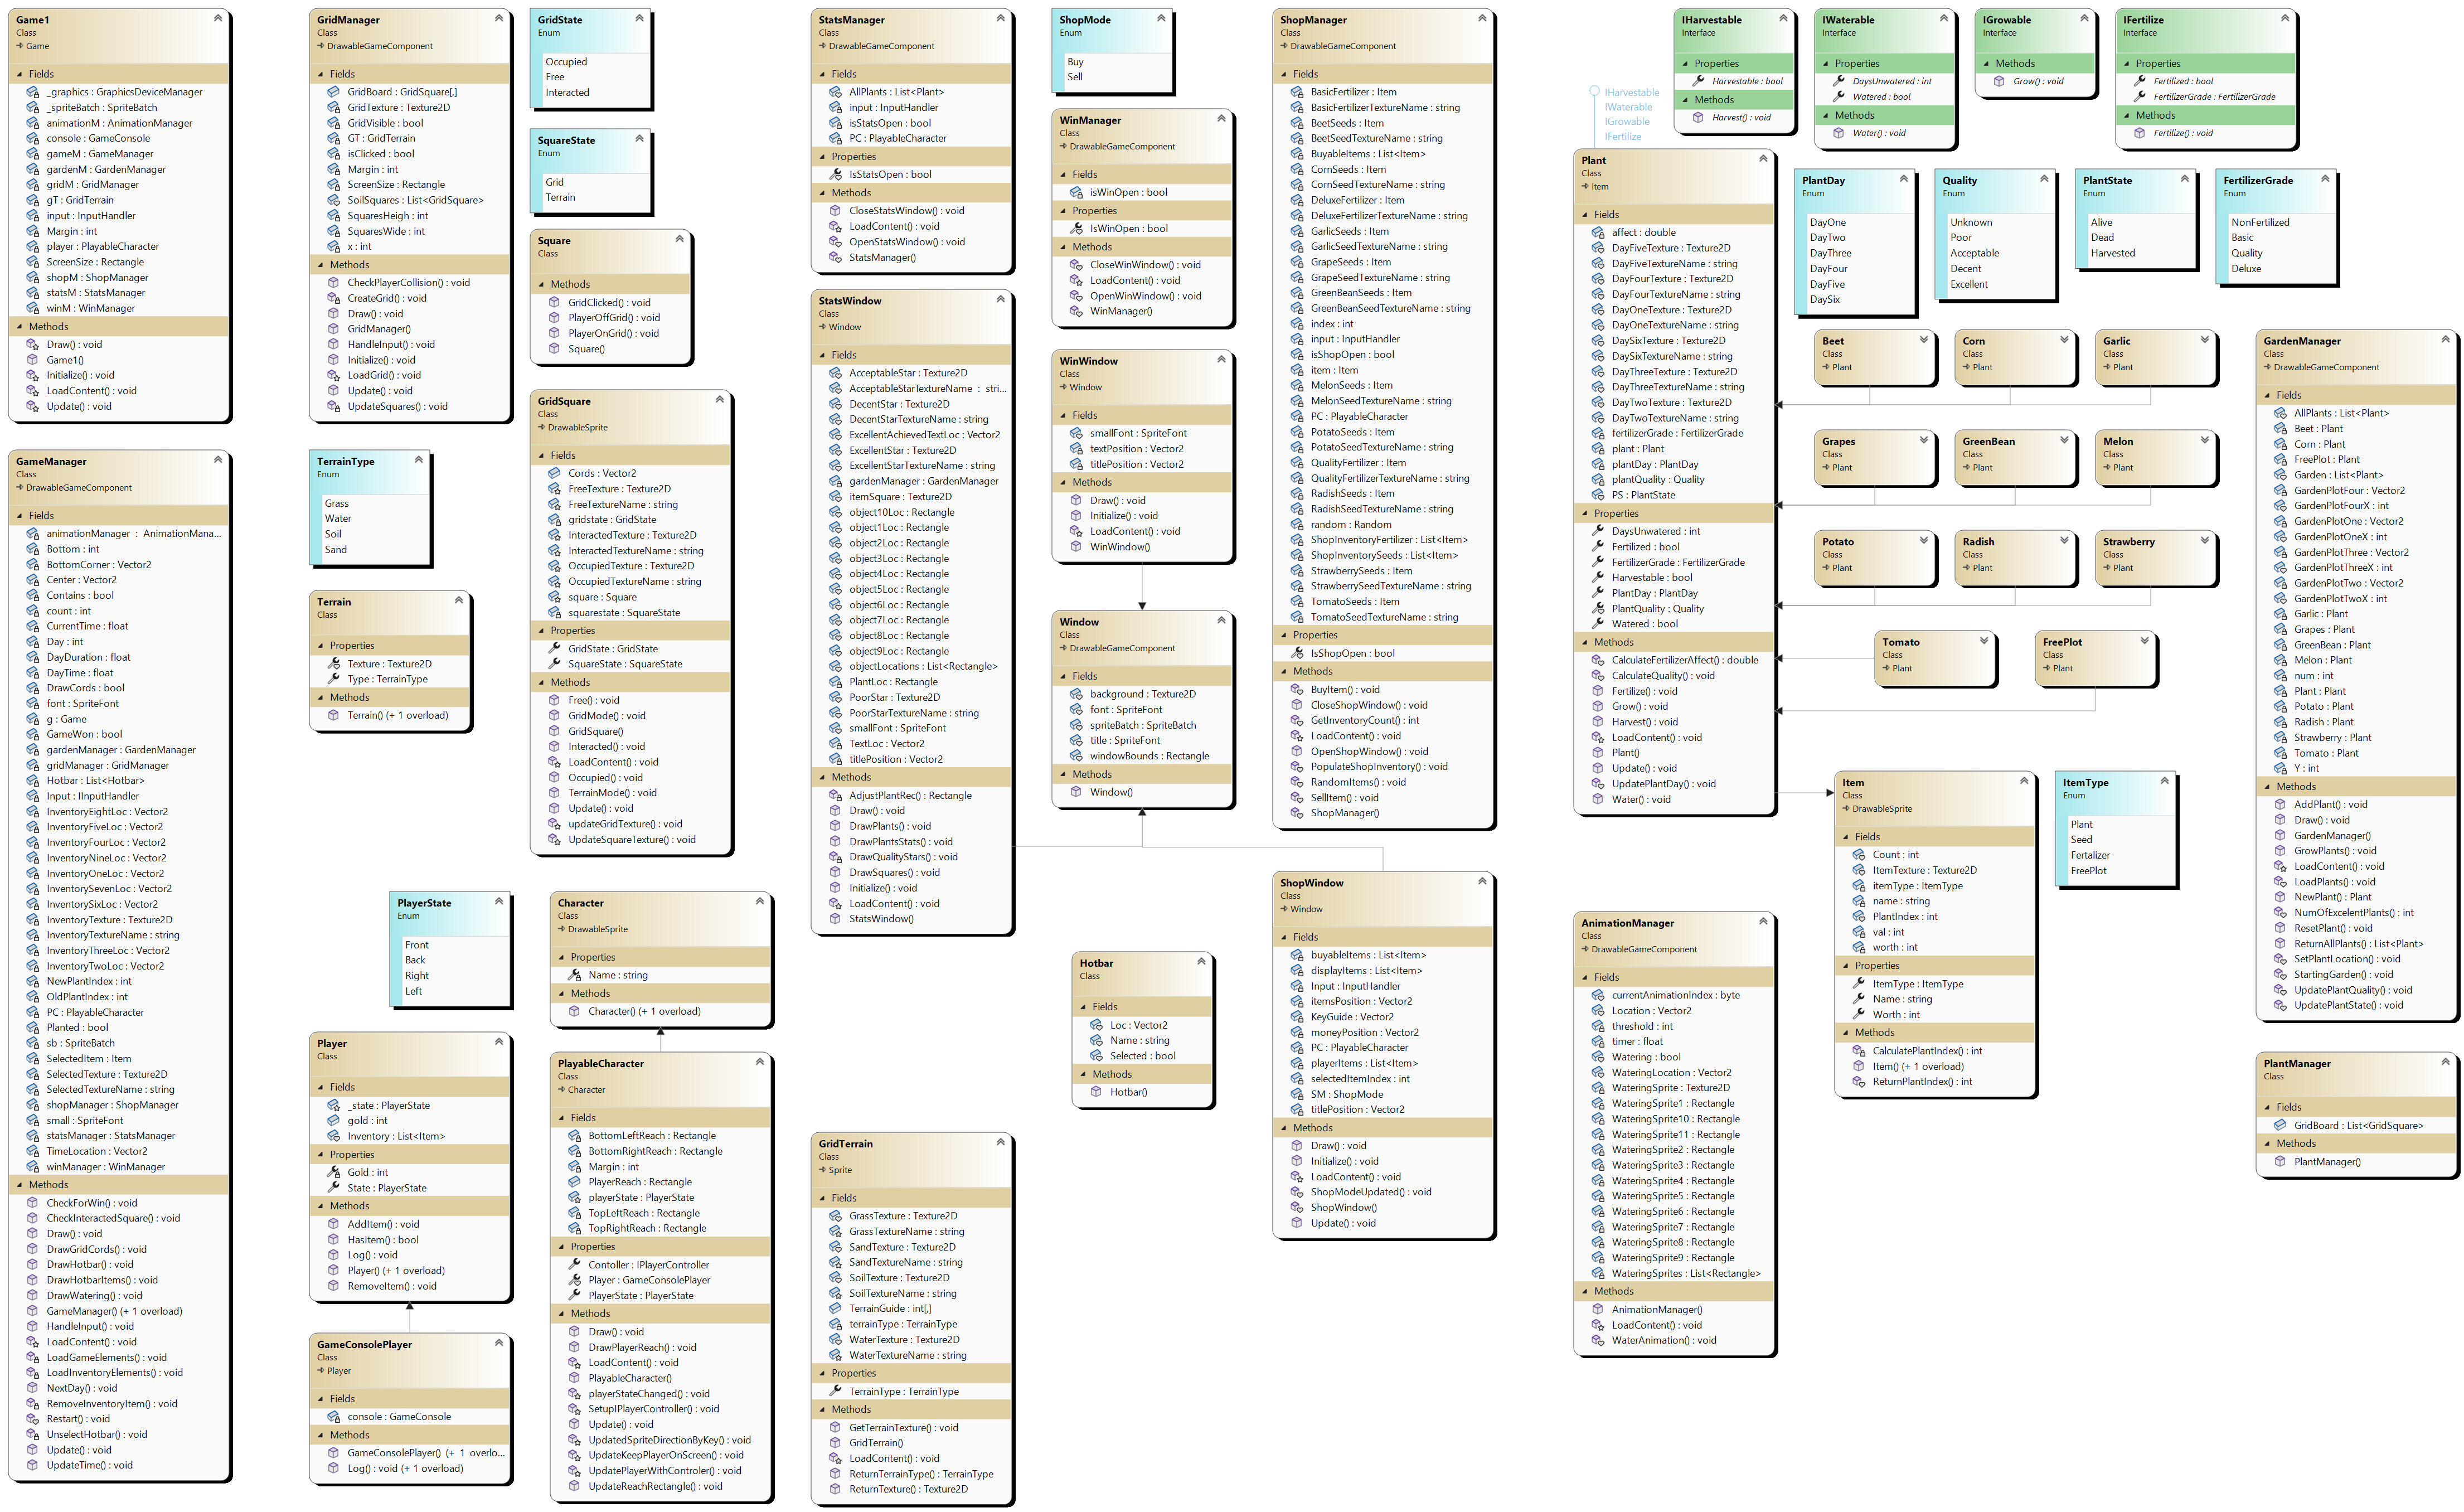 Game1
Class
Game
Fields
_graphics : GraphicsDeviceManager
_spriteBatch : SpriteBatch
animationM : AnimationManager
console : GameConsole
gameM : GameManager
gardenM : GardenManager
gridM : GridManager
gT : GridTerrain
input : InputHandler
Margin : int
player : PlayableCharacter
ScreenSize : Rectangle
shopM : ShopManager
statsM : StatsManager
winM : WinManager
Methods
Draw() : void
Game1()
Initialize() : void
LoadContent() : void
Update() : void
GameManager
Class
DrawableGameComponent
Fields
animationManager : AnimationMana...
Bottom : int
BottomCorner : Vector2
Center : Vector2
Contains : bool
count : int
CurrentTime : float
Day : int
DayDuration : float
DayTime : float
DrawCords : bool
font : SpriteFont
g : Game
GameWon : bool
gardenManager : GardenManager
gridManager : GridManager
Hotbar : List<Hotbar>
Input : IInputHandler
InventoryEightLoc : Vector2
InventoryFiveLoc : Vector2
InventoryFourLoc : Vector2
InventoryNineLoc : Vector2
InventoryOneLoc : Vector2
InventorySevenLoc : Vector2
InventorySixLoc : Vector2
InventoryTexture : Texture2D
InventoryTextureName : string
InventoryThreeLoc : Vector2
InventoryTwoLoc : Vector2
NewPlantIndex : int
OldPlantIndex : int
PC : PlayableCharacter
Planted : bool
sb : SpriteBatch
SelectedItem : Item
SelectedTexture : Texture2D
SelectedTextureName : string
shopManager : ShopManager
small : SpriteFont
statsManager : StatsManager
TimeLocation : Vector2
winManager : WinManager
Methods
CheckForWin() : void
CheckInteractedSquare() : void
Draw() : void
DrawGridCords() : void
DrawHotbar() : void
DrawHotbarItems() : void
DrawWatering() : void
GameManager() (+ 1 overload)
HandleInput() : void
LoadContent() : void
LoadGameElements() : void
LoadInventoryElements() : void
NextDay() : void
RemoveInventoryItem() : void
Restart() : void
UnselectHotbar() : void
Update() : void
UpdateTime() : void
GridManager
Class
DrawableGameComponent
Fields
GridBoard : GridSquare[,]
GridTexture : Texture2D
GridVisible : bool
GT : GridTerrain
isClicked : bool
Margin : int
ScreenSize : Rectangle
SoilSquares : List<GridSquare>
SquaresHeigh : int
SquaresWide : int
x : int
Methods
CheckPlayerCollision() : void
CreateGrid() : void
Draw() : void
GridManager()
HandleInput() : void
Initialize() : void
LoadGrid() : void
Update() : void
UpdateSquares() : void
TerrainType
Enum
Grass
Water
Soil
Sand
Terrain
Class
Properties
Texture : Texture2D
Type : TerrainType
Methods
Terrain() (+ 1 overload)
PlayerState
Enum
Front
Back
Right
Left
Player
Class
Fields
_state : PlayerState
gold : int
Inventory : List<Item>
Properties
Gold : int
State : PlayerState
Methods
AddItem() : void
HasItem() : bool
Log() : void
Player() (+ 1 overload)
RemoveItem() : void
GameConsolePlayer
Class
Player
Fields
console : GameConsole
Methods
GameConsolePlayer() (+ 1 overlo...
Log() : void (+ 1 overload)
GridState
Enum
Occupied
Free
Interacted
SquareState
Enum
Grid
Terrain
Square
Class
Methods
GridClicked() : void
PlayerOffGrid() : void
PlayerOnGrid() : void
Square()
GridSquare
Class
DrawableSprite
Fields
Cords : Vector2
FreeTexture : Texture2D
FreeTextureName : string
gridstate : GridState
InteractedTexture : Texture2D
InteractedTextureName : string
OccupiedTexture : Texture2D
OccupiedTextureName : string
square : Square
squarestate : SquareState
Properties
GridState : GridState
SquareState : SquareState
Methods
Free() : void
GridMode() : void
GridSquare()
Interacted() : void
LoadContent() : void
Occupied() : void
TerrainMode() : void
Update() : void
updateGridTexture() : void
UpdateSquareTexture() : void
Character
Class
DrawableSprite
Properties
Name : string
Methods
Character() (+ 1 overload)
PlayableCharacter
Class
Character
Fields
BottomLeftReach : Rectangle
BottomRightReach : Rectangle
Margin : int
PlayerReach : Rectangle
playerState : PlayerState
TopLeftReach : Rectangle
TopRightReach : Rectangle
Properties
Contoller : IPlayerController
Player : GameConsolePlayer
PlayerState : PlayerState
Methods
Draw() : void
DrawPlayerReach() : void
LoadContent() : void
PlayableCharacter()
playerStateChanged() : void
SetupIPlayerController() : void
Update() : void
UpdatedSpriteDirectionByKey() : void
UpdateKeepPlayerOnScreen() : void
UpdatePlayerWithControler() : void
UpdateReachRectangle() : void
StatsManager
Class
DrawableGameComponent
Fields
AllPlants : List<Plant>
input : InputHandler
isStatsOpen : bool
PC : PlayableCharacter
Properties
IsStatsOpen : bool
Methods
CloseStatsWindow() : void
LoadContent() : void
OpenStatsWindow() : void
StatsManager()
StatsWindow
Class
Window
Fields
AcceptableStar : Texture2D
AcceptableStarTextureName : stri...
DecentStar : Texture2D
DecentStarTextureName : string
ExcellentAchievedTextLoc : Vector2
ExcellentStar : Texture2D
ExcellentStarTextureName : string
gardenManager : GardenManager
itemSquare : Texture2D
object10Loc : Rectangle
object1Loc : Rectangle
object2Loc : Rectangle
object3Loc : Rectangle
object4Loc : Rectangle
object5Loc : Rectangle
object6Loc : Rectangle
object7Loc : Rectangle
object8Loc : Rectangle
object9Loc : Rectangle
objectLocations : List<Rectangle>
PlantLoc : Rectangle
PoorStar : Texture2D
PoorStarTextureName : string
smallFont : SpriteFont
TextLoc : Vector2
titlePosition : Vector2
Methods
AdjustPlantRec() : Rectangle
Draw() : void
DrawPlants() : void
DrawPlantsStats() : void
DrawQualityStars() : void
DrawSquares() : void
Initialize() : void
LoadContent() : void
StatsWindow()
GridTerrain
Class
Sprite
Fields
GrassTexture : Texture2D
GrassTextureName : string
SandTexture : Texture2D
SandTextureName : string
SoilTexture : Texture2D
SoilTextureName : string
TerrainGuide : int[,]
terrainType : TerrainType
WaterTexture : Texture2D
WaterTextureName : string
Properties
TerrainType : TerrainType
Methods
GetTerrainTexture() : void
GridTerrain()
LoadContent() : void
ReturnTerrainType() : TerrainType
ReturnTexture() : Texture2D
ShopMode
Enum
Buy
Sell
WinManager
Class
DrawableGameComponent
Fields
isWinOpen : bool
Properties
IsWinOpen : bool
Methods
CloseWinWindow() : void
LoadContent() : void
OpenWinWindow() : void
WinManager()
WinWindow
Class
Window
Fields
smallFont : SpriteFont
textPosition : Vector2
titlePosition : Vector2
Methods
Draw() : void
Initialize() : void
LoadContent() : void
WinWindow()
Window
Class
DrawableGameComponent
Fields
background : Texture2D
font : SpriteFont
spriteBatch : SpriteBatch
title : SpriteFont
windowBounds : Rectangle
Methods
Window()
Hotbar
Class
Fields
Loc : Vector2
Name : string
Selected : bool
Methods
Hotbar()
ShopManager
Class
DrawableGameComponent
Fields
BasicFertilizer : Item
BasicFertilizerTextureName : string
BeetSeeds : Item
BeetSeedTextureName : string
BuyableItems : List<Item>
CornSeeds : Item
CornSeedTextureName : string
DeluxeFertilizer : Item
DeluxeFertilizerTextureName : string
GarlicSeeds : Item
GarlicSeedTextureName : string
GrapeSeeds : Item
GrapeSeedTextureName : string
GreenBeanSeeds : Item
GreenBeanSeedTextureName : string
index : int
input : InputHandler
isShopOpen : bool
item : Item
MelonSeeds : Item
MelonSeedTextureName : string
PC : PlayableCharacter
PotatoSeeds : Item
PotatoSeedTextureName : string
QualityFertilizer : Item
QualityFertilizerTextureName : string
RadishSeeds : Item
RadishSeedTextureName : string
random : Random
ShopInventoryFertilizer : List<Item>
ShopInventorySeeds : List<Item>
StrawberrySeeds : Item
StrawberrySeedTextureName : string
TomatoSeeds : Item
TomatoSeedTextureName : string
Properties
IsShopOpen : bool
Methods
BuyItem() : void
CloseShopWindow() : void
GetInventoryCount() : int
LoadContent() : void
OpenShopWindow() : void
PopulateShopInventory() : void
RandomItems() : void
SellItem() : void
ShopManager()
ShopWindow
Class
Window
Fields
buyableItems : List<Item>
displayItems : List<Item>
Input : InputHandler
itemsPosition : Vector2
KeyGuide : Vector2
moneyPosition : Vector2
PC : PlayableCharacter
playerItems : List<Item>
selectedItemIndex : int
SM : ShopMode
titlePosition : Vector2
Methods
Draw() : void
Initialize() : void
LoadContent() : void
ShopModeUpdated() : void
ShopWindow()
Update() : void
IHarvestable
IWaterable
IGrowable
IFertilize
Plant
Class
Item
Fields
affect : double
DayFiveTexture : Texture2D
DayFiveTextureName : string
DayFourTexture : Texture2D
DayFourTextureName : string
DayOneTexture : Texture2D
DayOneTextureName : string
DaySixTexture : Texture2D
DaySixTextureName : string
DayThreeTexture : Texture2D
DayThreeTextureName : string
DayTwoTexture : Texture2D
DayTwoTextureName : string
fertilizerGrade : FertilizerGrade
plant : Plant
plantDay : PlantDay
plantQuality : Quality
PS : PlantState
Properties
DaysUnwatered : int
Fertilized : bool
FertilizerGrade : FertilizerGrade
Harvestable : bool
PlantDay : PlantDay
PlantQuality : Quality
Watered : bool
Methods
CalculateFertilizerAffect() : double
CalculateQuality() : void
Fertilize() : void
Grow() : void
Harvest() : void
LoadContent() : void
Plant()
Update() : void
UpdatePlantDay() : void
Water() : void
AnimationManager
Class
DrawableGameComponent
Fields
currentAnimationIndex : byte
Location : Vector2
threshold : int
timer : float
Watering : bool
WateringLocation : Vector2
WateringSprite : Texture2D
WateringSprite1 : Rectangle
WateringSprite10 : Rectangle
WateringSprite11 : Rectangle
WateringSprite2 : Rectangle
WateringSprite3 : Rectangle
WateringSprite4 : Rectangle
WateringSprite5 : Rectangle
WateringSprite6 : Rectangle
WateringSprite7 : Rectangle
WateringSprite8 : Rectangle
WateringSprite9 : Rectangle
WateringSprites : List<Rectangle>
Methods
AnimationManager()
LoadContent() : void
WaterAnimation() : void
IHarvestable
Interface
Properties
Harvestable : bool
Methods
Harvest() : void
IWaterable
Interface
Properties
DaysUnwatered : int
Watered : bool
Methods
Water() : void
IGrowable
Interface
Methods
Grow() : void
IFertilize
Interface
Properties
Fertilized : bool
FertilizerGrade : FertilizerGrade
Methods
Fertilize() : void
PlantDay
Enum
DayOne
DayTwo
DayThree
DayFour
DayFive
DaySix
Quality
Enum
Unknown
Poor
Acceptable
Decent
Excellent
PlantState
Enum
Alive
Dead
Harvested
FertilizerGrade
Enum
NonFertilized
Basic
Quality
Deluxe
Beet
Class
Plant
Corn
Class
Plant
Garlic
Class
Plant
Grapes
Class
Plant
GreenBean
Class
Plant
Melon
Class
Plant
Potato
Class
Plant
Radish
Class
Plant
Strawberry
Class
Plant
Tomato
Class
Plant
FreePlot
Class
Plant
Item
Class
DrawableSprite
Fields
Count : int
ItemTexture : Texture2D
itemType : ItemType
name : string
PlantIndex : int
val : int
worth : int
Properties
ItemType : ItemType
Name : string
Worth : int
Methods
CalculatePlantIndex() : int
Item() (+ 1 overload)
ReturnPlantIndex() : int
ItemType
Enum
Plant
Seed
Fertalizer
FreePlot
GardenManager
Class
DrawableGameComponent
Fields
AllPlants : List<Plant>
Beet : Plant
Corn : Plant
FreePlot : Plant
Garden : List<Plant>
GardenPlotFour : Vector2
GardenPlotFourX : int
GardenPlotOne : Vector2
GardenPlotOneX : int
GardenPlotThree : Vector2
GardenPlotThreeX : int
GardenPlotTwo : Vector2
GardenPlotTwoX : int
Garlic : Plant
Grapes : Plant
GreenBean : Plant
Melon : Plant
num : int
Plant : Plant
Potato : Plant
Radish : Plant
Strawberry : Plant
Tomato : Plant
Y : int
Methods
AddPlant() : void
Draw() : void
GardenManager()
GrowPlants() : void
LoadContent() : void
LoadPlants() : void
NewPlant() : Plant
NumOfExcelentPlants() : int
ResetPlant() : void
ReturnAllPlants() : List<Plant>
SetPlantLocation() : void
StartingGarden() : void
UpdatePlantQuality() : void
UpdatePlantState() : void
PlantManager
Class
Fields
GridBoard : List<GridSquare>
Methods
PlantManager()